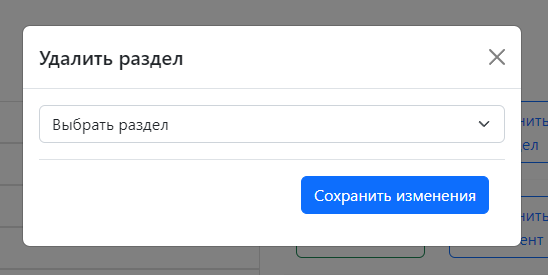 Удалить раздел
Выбрать раздел
Сохранить изменения